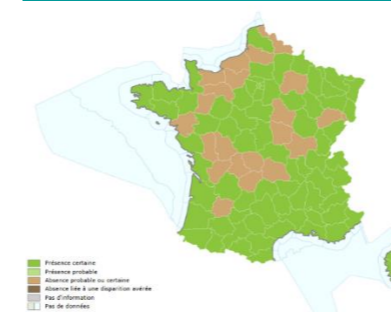 Présence certaine
Présence probable
Absence probable ou certaine
Absence liée à une disparition avérée
Pas d'information
Pas de données